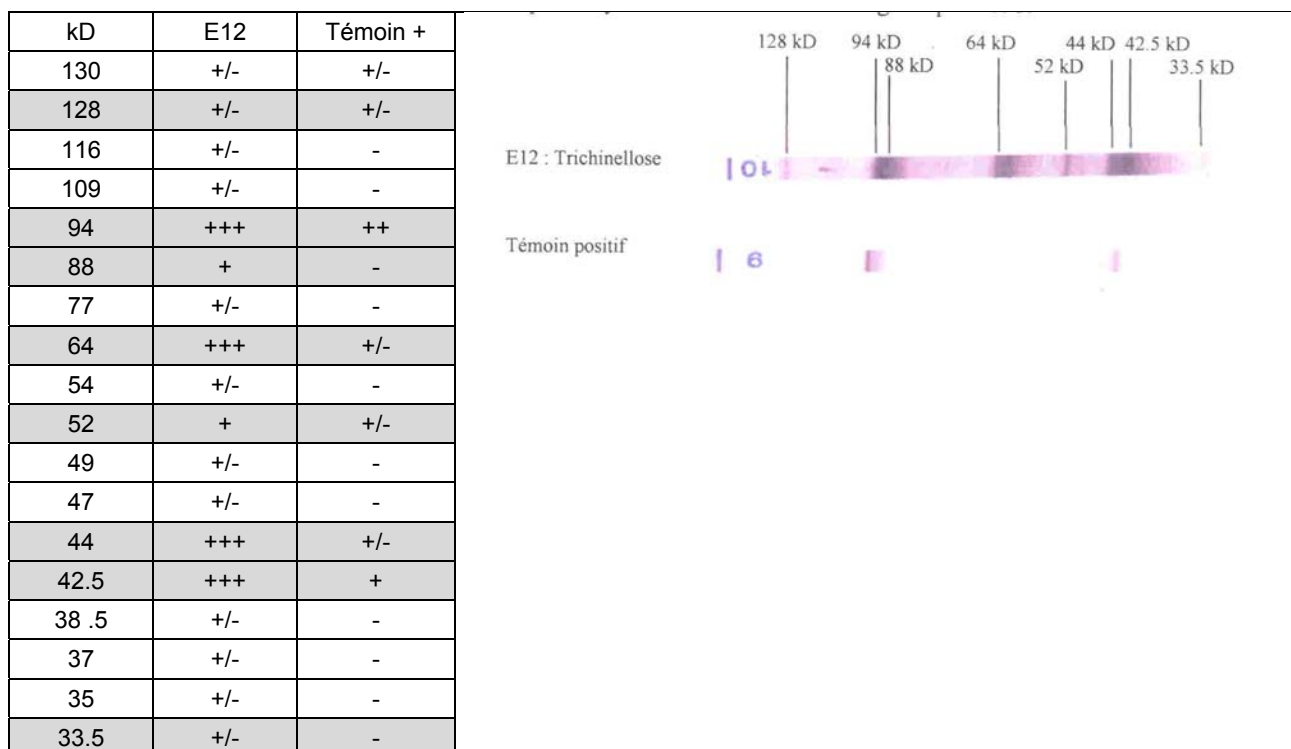 kD E12 Témoin +
130 +/- +/-
128 +/- +/-
116 +/- -
109 +/- -
94 +++ ++
88 + -
77 +/- -
64 +++ +/-
54 +/- -
52 + +/-
49 +/- -
47 +/- -
44 +++ +/-
42.5 +++ +
38 .5 +/- -
37 +/- -
35 +/- -
33.5 +/- -
128 kD 94 kD 64 kD 44 kD 42.5 kD
88 kD 52 kD 33.5 kD
E12 : Trichinellose
10
Témoin positif
9